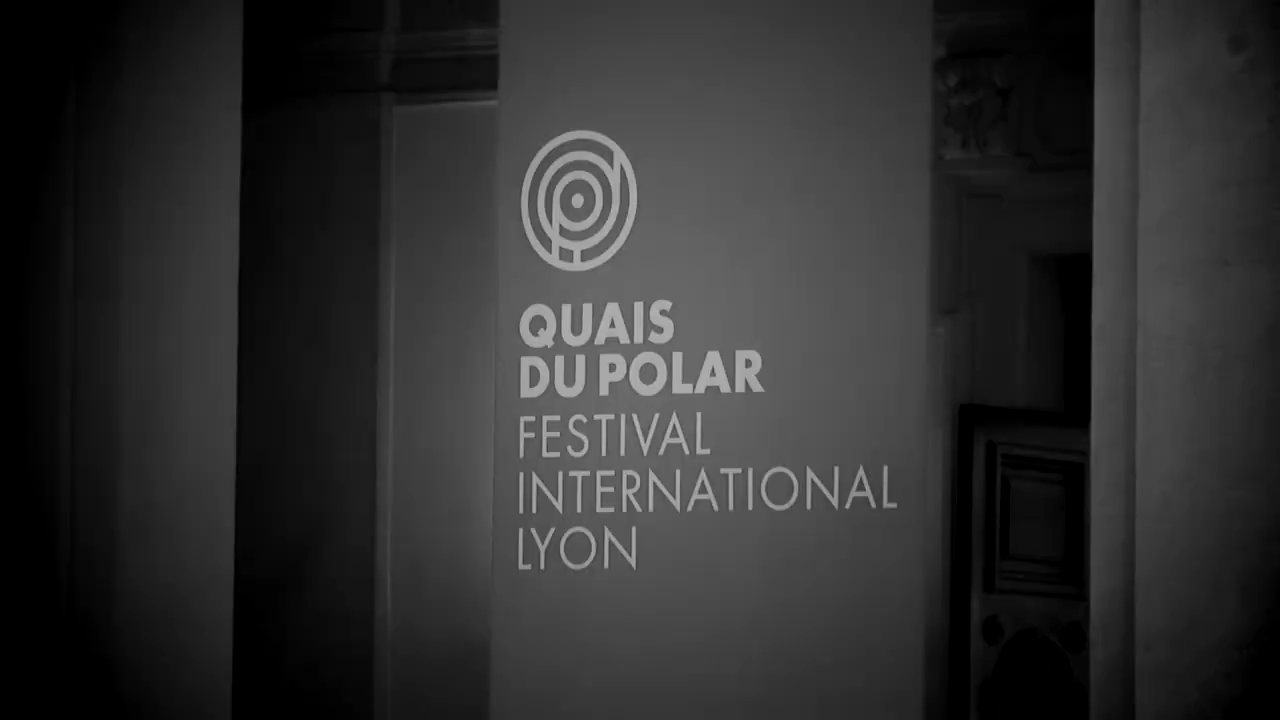 QUAIS
DU POLAR
FESTIVAL
INTERNATIONAL
LYON